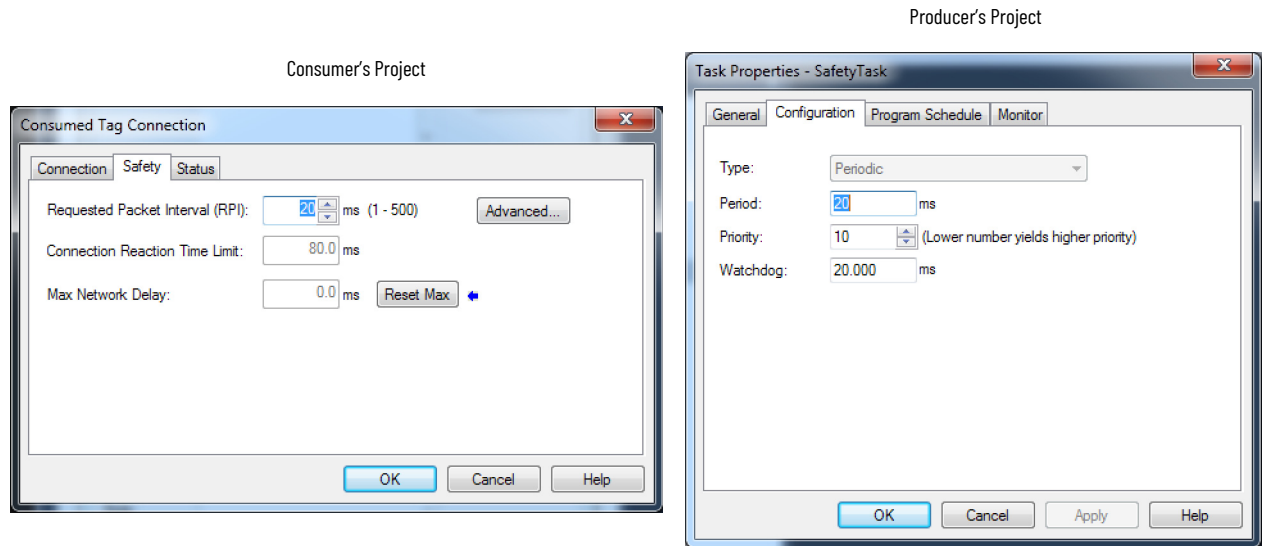 Consumer's Project
Consumed Tag Connection
Connection Safety Status
Requested Packet Interval (RPI): 20 ms (1 - 500) Advanced...
Connection Reaction Time Limit: 80.0 ms
Max Network Delay: 0.0 ms Reset Max
OK Cancel Help
Producer's Project
Task Properties - SafetyTask
General Configuration Program Schedule Monitor
Type: Periodic
Period: 20 ms
Priority: 10 (Lower number yields higher priority)
Watchdog: 20.000 ms
OK Cancel Apply Help